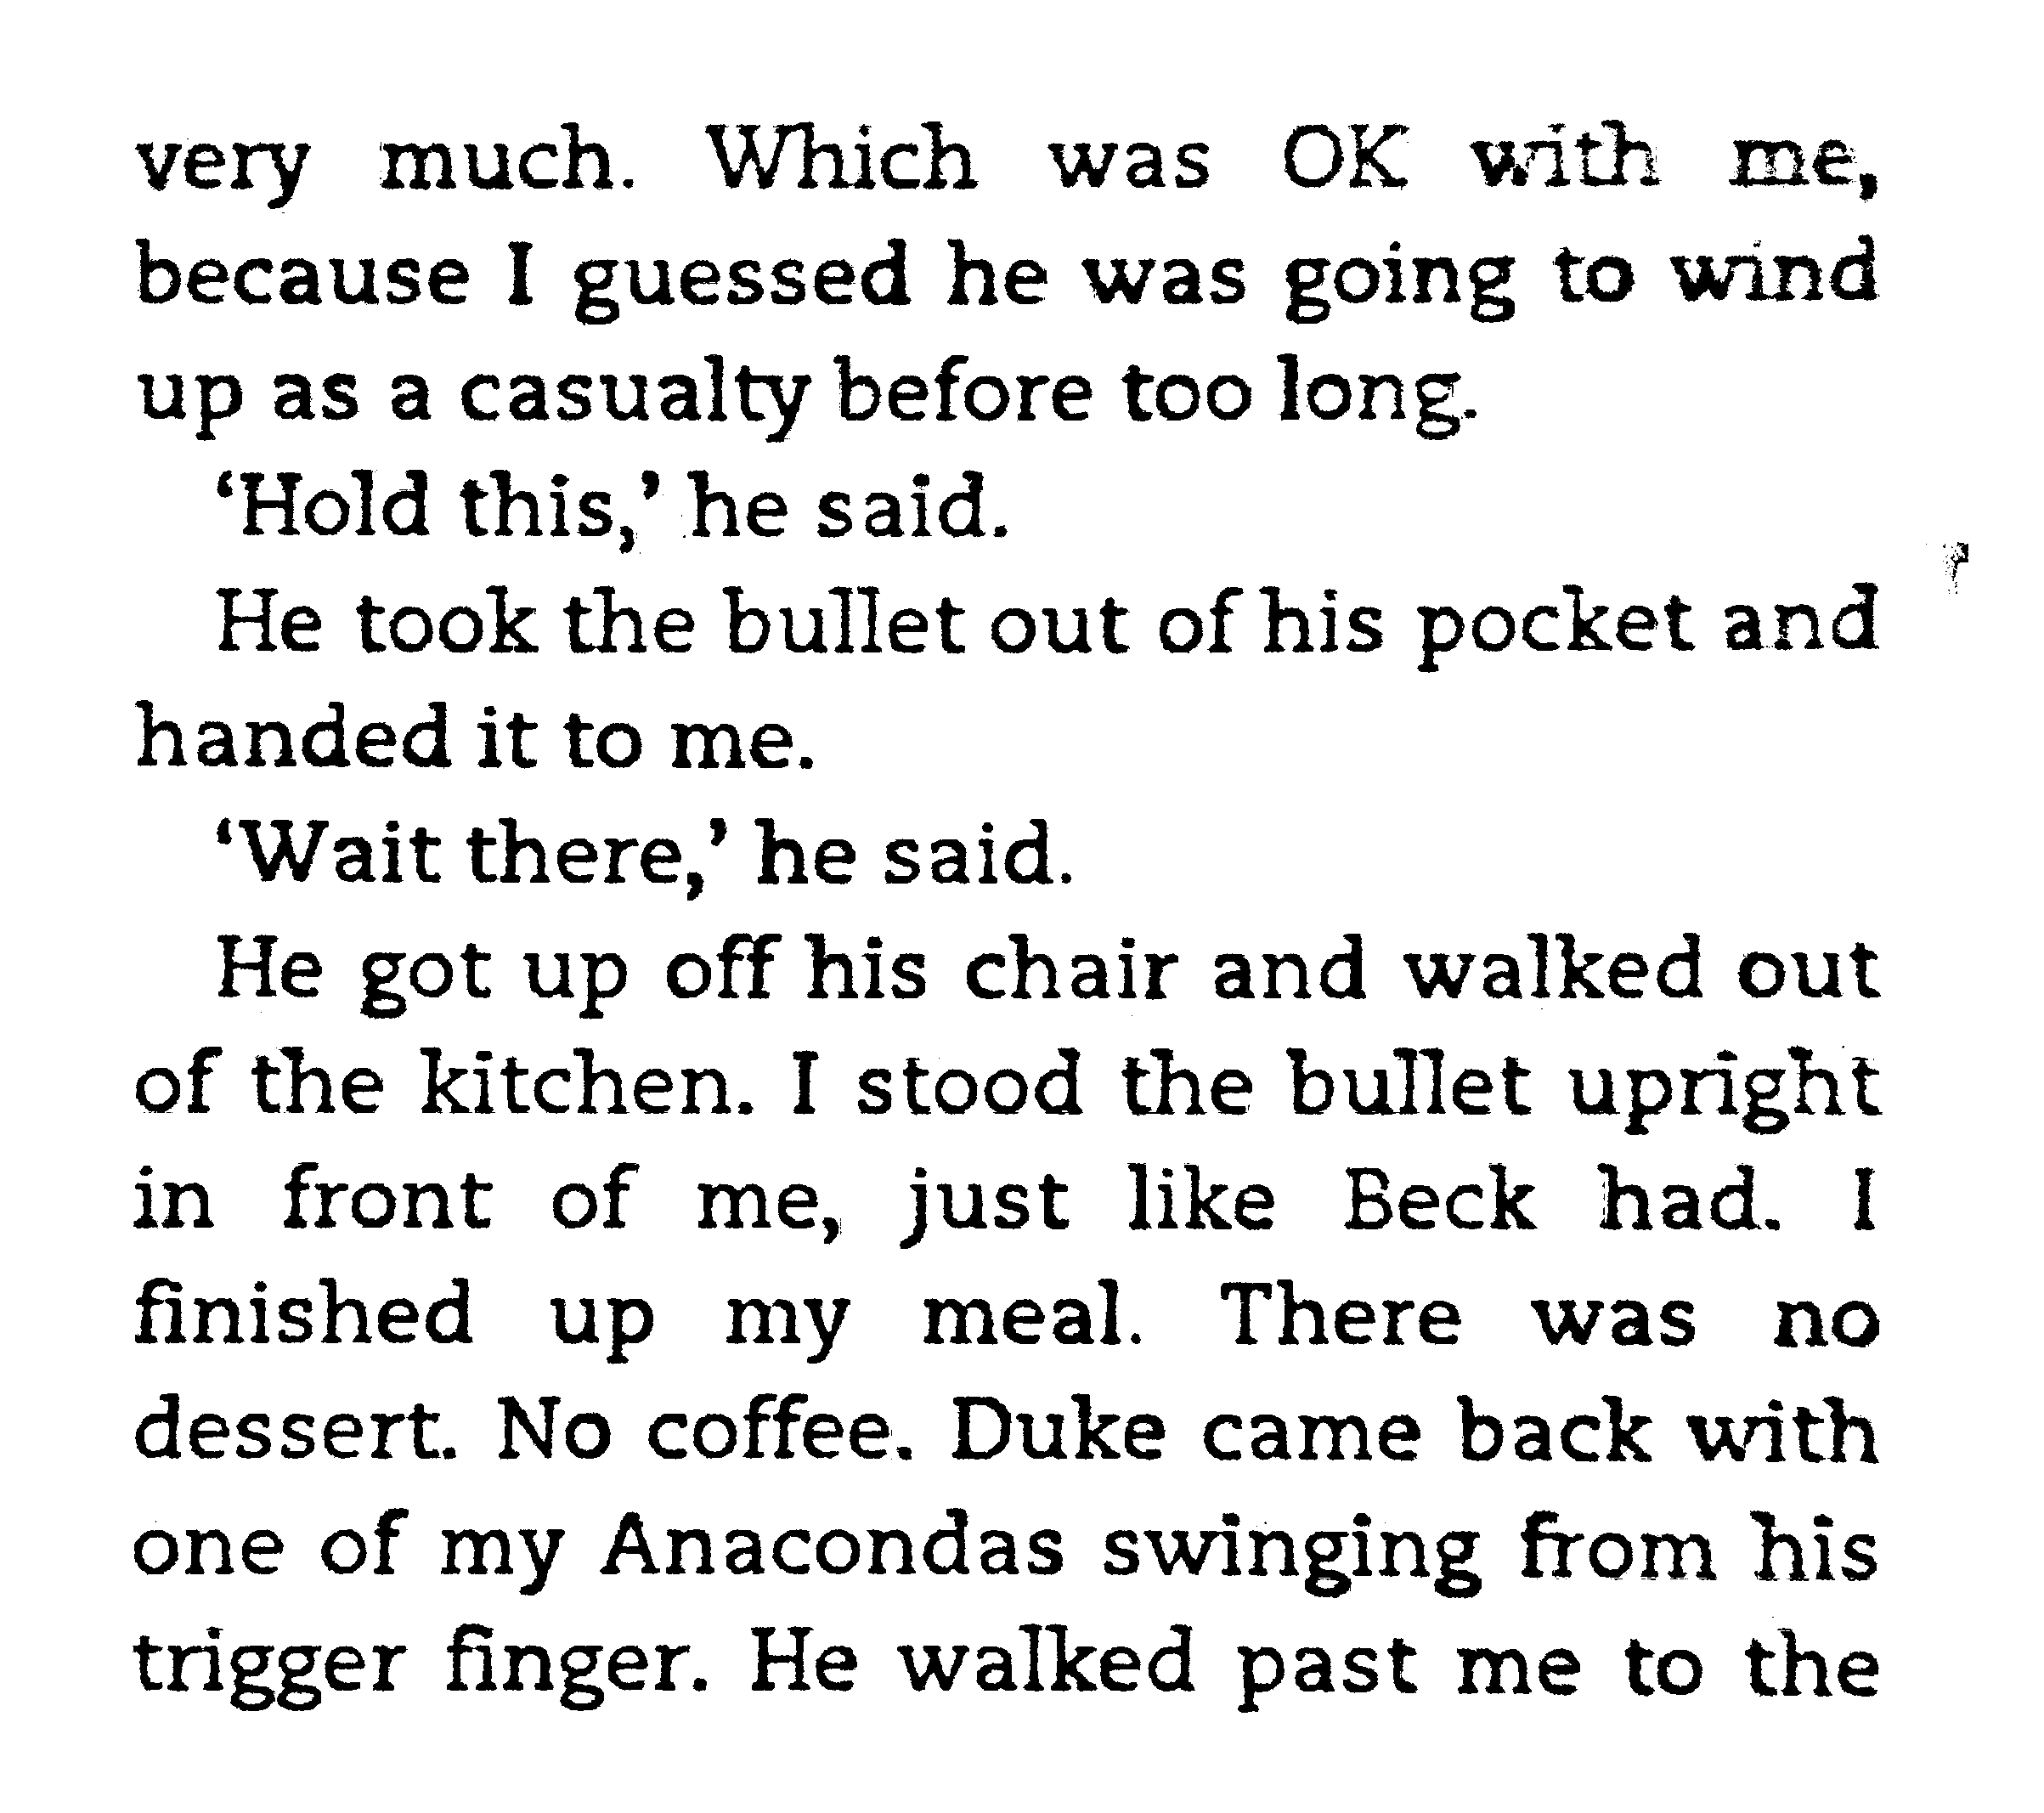 very much. Which was OK with me,
because I guessed he was going to wind
up as a casualty before too long.
‘Hold this,’ he said.
He took the bullet out of his pocket and
handed it to me.
‘Wait there,’ he said.
He got up off his chair and walked out
of the kitchen. I stood the bullet upright
in front of me, just like Beck had. I
finished up my meal. There was no
dessert. No coffee. Duke came back with
one of my Anacondas swinging from his
trigger finger. He walked past me to the